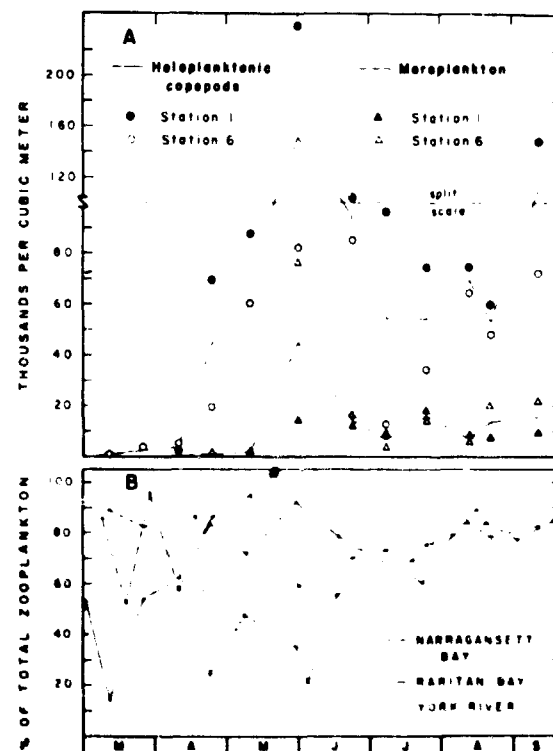 A
Holoplanktonic copepods
Station 1
Station 6
Meroplankton
Station 1
Station 6
split
scale
THOUSANDS PER CUBIC METER
200
160
120
80
60
40
20
B
% OF TOTAL ZOOPLANKTON
100
80
60
40
20
NARRAGANSETT
BAY
RARITAN BAY
YORK RIVER
M A M J J A S